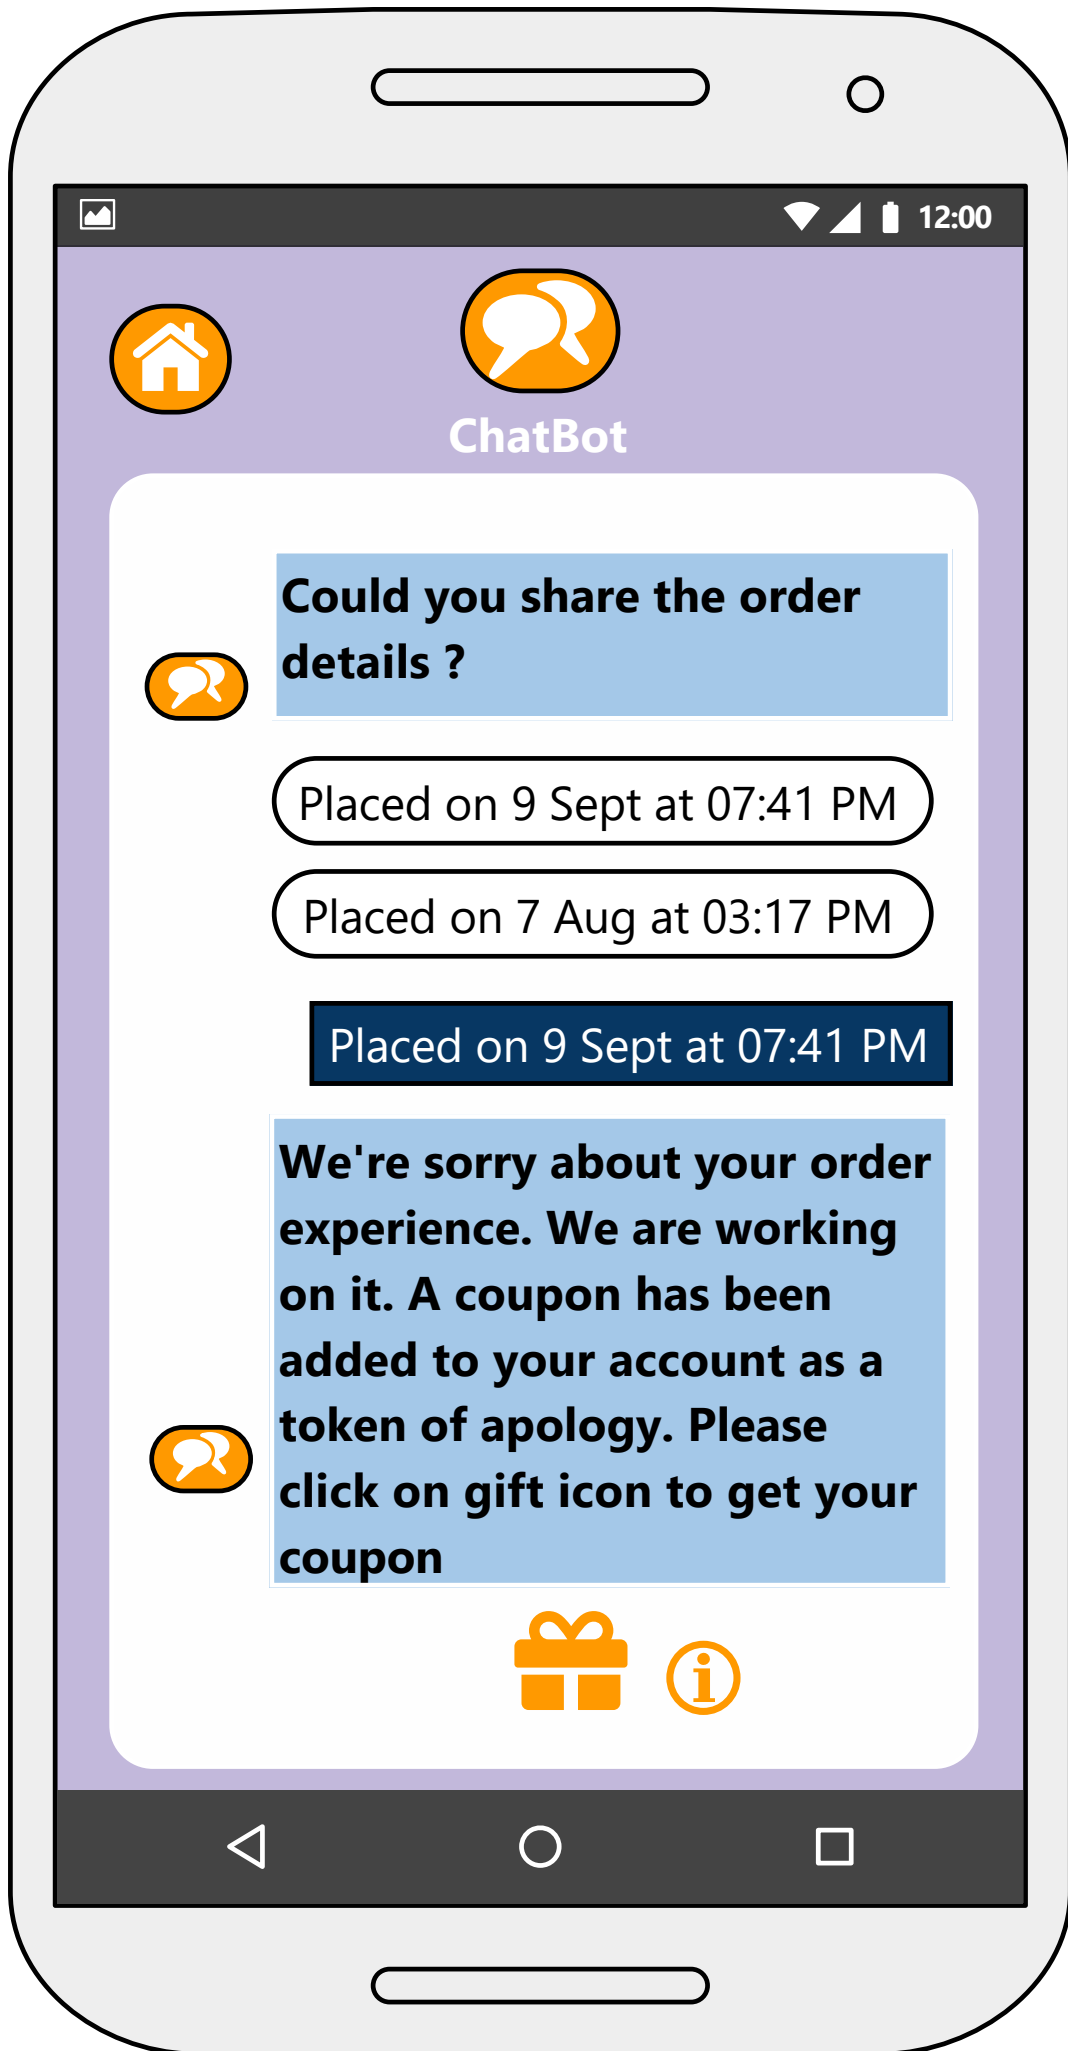 12:00
ChatBot
Could you share the order
details ?
Placed on 9 Sept at 07:41 PM
Placed on 7 Aug at 03:17 PM
Placed on 9 Sept at 07:41 PM
We're sorry about your order
experience. We are working
on it. A coupon has been
added to your account as a
token of apology. Please
click on gift icon to get your
coupon